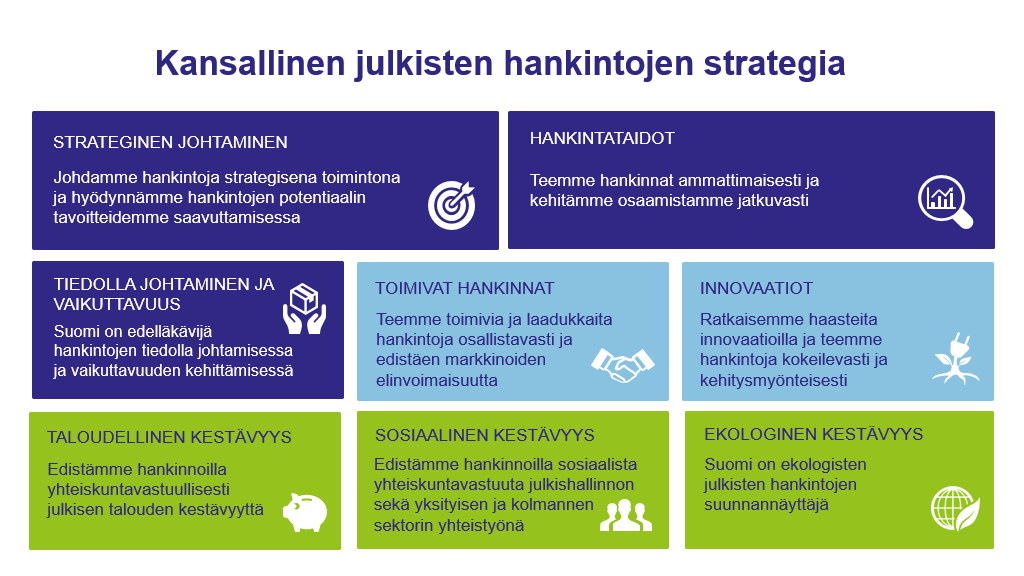 Kansallinen julkisten hankintojen strategia
STRATEGINEN JOHTAMINEN
Johdamme hankintoja strategisena toimintona
ja hyödynnämme hankintojen potentiaalin
tavoitteidemme saavuttamisessa
HANKINTATAIDOT
Teemme hankinnat ammattimaisesti ja
kehitämme osaamistamme jatkuvasti
TIEDOLLA JOHTAMINEN JA
VAIKUTTAVUUS
Suomi on edelläkävijä
hankintojen tiedolla johtamisessa
ja vaikuttavuuden kehittämisessä
TOIMIVAT HANKINNAT
Teemme toimivia ja laadukkaita
hankintoja osallistavasti ja
edistäen markkinoiden
elinvoimaisuutta
INNOVAATIOT
Ratkaisemme haasteita
innovaatioilla ja teemme
hankintoja kokeilevasti ja
kehitysmyönteisesti
TALOUDELLINEN KESTÄVYYS
Edistämme hankinnoilla
yhteiskuntavastuullisesti
julkisen talouden kestävyyttä
SOSIAALINEN KESTÄVYYS
Edistämme hankinnoilla sosiaalista
yhteiskuntavastuuta julkishallinnon
sekä yksityisen ja kolmannen
sektorin yhteistyönä
EKOLOGINEN KESTÄVYYS
Suomi on ekologisten
julkisten hankintojen
suunnannäyttäjä